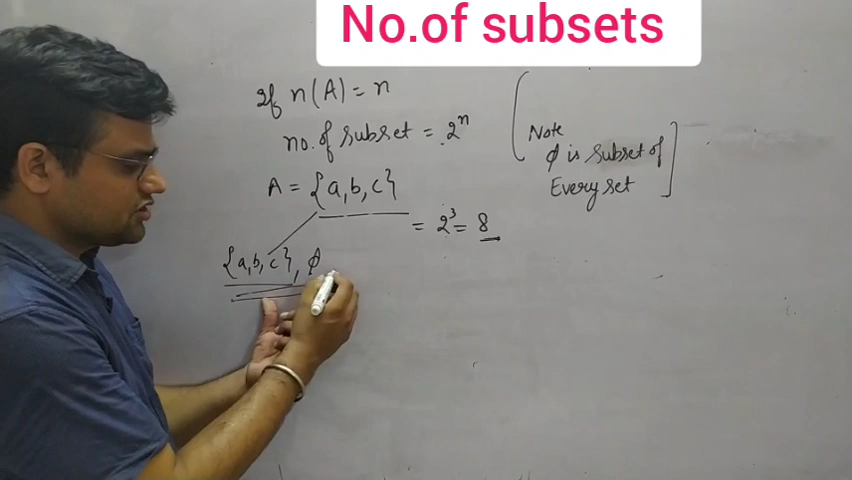 No.of subsets
If n(A) = n
no. of subset = 2ⁿ
A = {a,b,c}
= 2³ = 8
{a,b,c}, ϕ
[Note
ϕ is subset of
Every set]